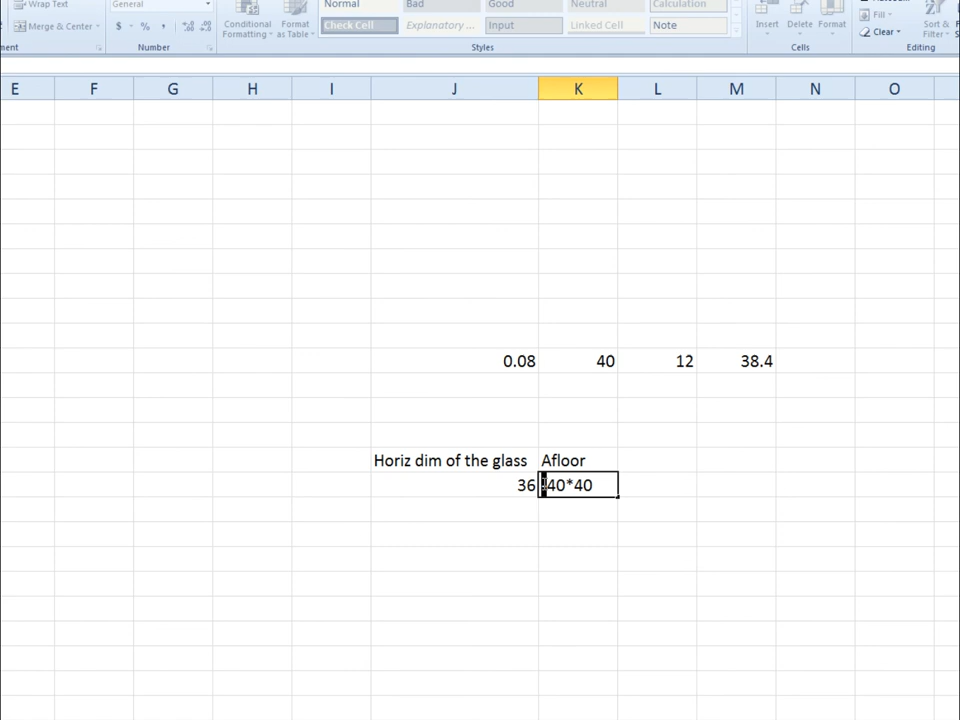 Wrap Text
General
Normal
Bad
Good
Neutral
Calculation
Merge & Center
$ % ,
Conditional Formatting
Format as Table
Check Cell
Explanatory ...
Input
Linked Cell
Note
Insert
Delete
Format
Fill
Clear
Sort &
Filter
ment
Number
Styles
Cells
Editing
E F G H I J K L M N O
0.08 40 12 38.4
Horiz dim of the glass Afloor
36 40*40